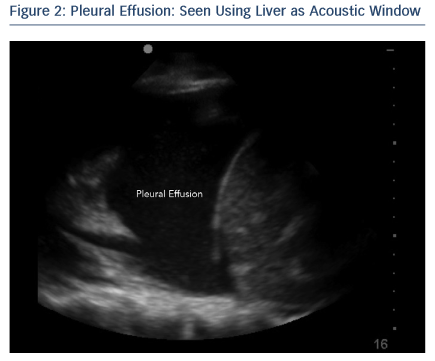 Figure 2: Pleural Effusion: Seen Using Liver as Acoustic Window
Pleural Effusion
16